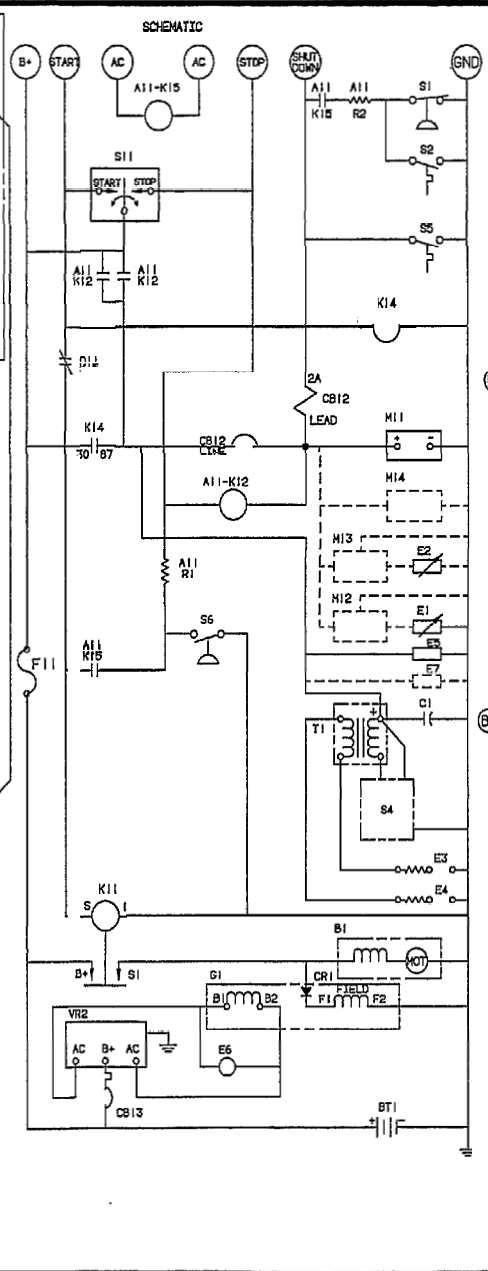 SCHEMATIC
B+ START AC AC STOP SHUT DOWN GND
A11-K15
A11 A11 S1
K15 R2
S2
S11
START STOP
S5
A11 A11
K12 K12
K14
2A
CB12
LEAD
K14
30 87
CB12
LINE
M11
+ -
A11-K12
M14
M13 E2
A11
R1
M12 E1
S6
E5
A11
K15
E7
F11
C1
T1 +
S4
E3
E4
K11
S I
B1
B+ S1
MOT
G1 CR1
FIELD
B1 B2 F1 F2
VR2
AC B+ AC
E6
CB13
BT1
+ -
B